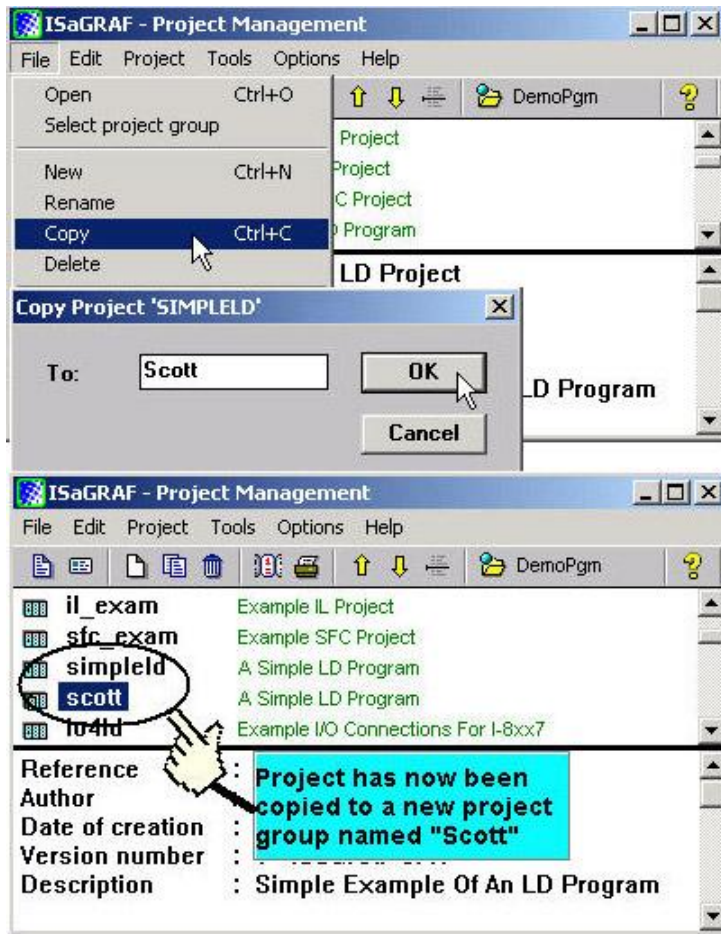 ISaGRAF - Project Management
File Edit Project Tools Options Help
Open Ctrl+O
DemoPgm
Select project group
Project
New Ctrl+N
Project
Rename
C Project
Copy Ctrl+C
Program
Delete
LD Project
Copy Project 'SIMPLELD'
To: Scott OK
LD Program
Cancel
ISaGRAF - Project Management
File Edit Project Tools Options Help
DemoPgm
il_exam Example IL Project
sfc_exam Example SFC Project
simpleld A Simple LD Program
scott A Simple LD Program
Example I/O Connections For I-8xx7
Reference :
Author
Date of creation :
Version number :
Description : Simple Example Of An LD Program
Project has now been
copied to a new project
group named "Scott"